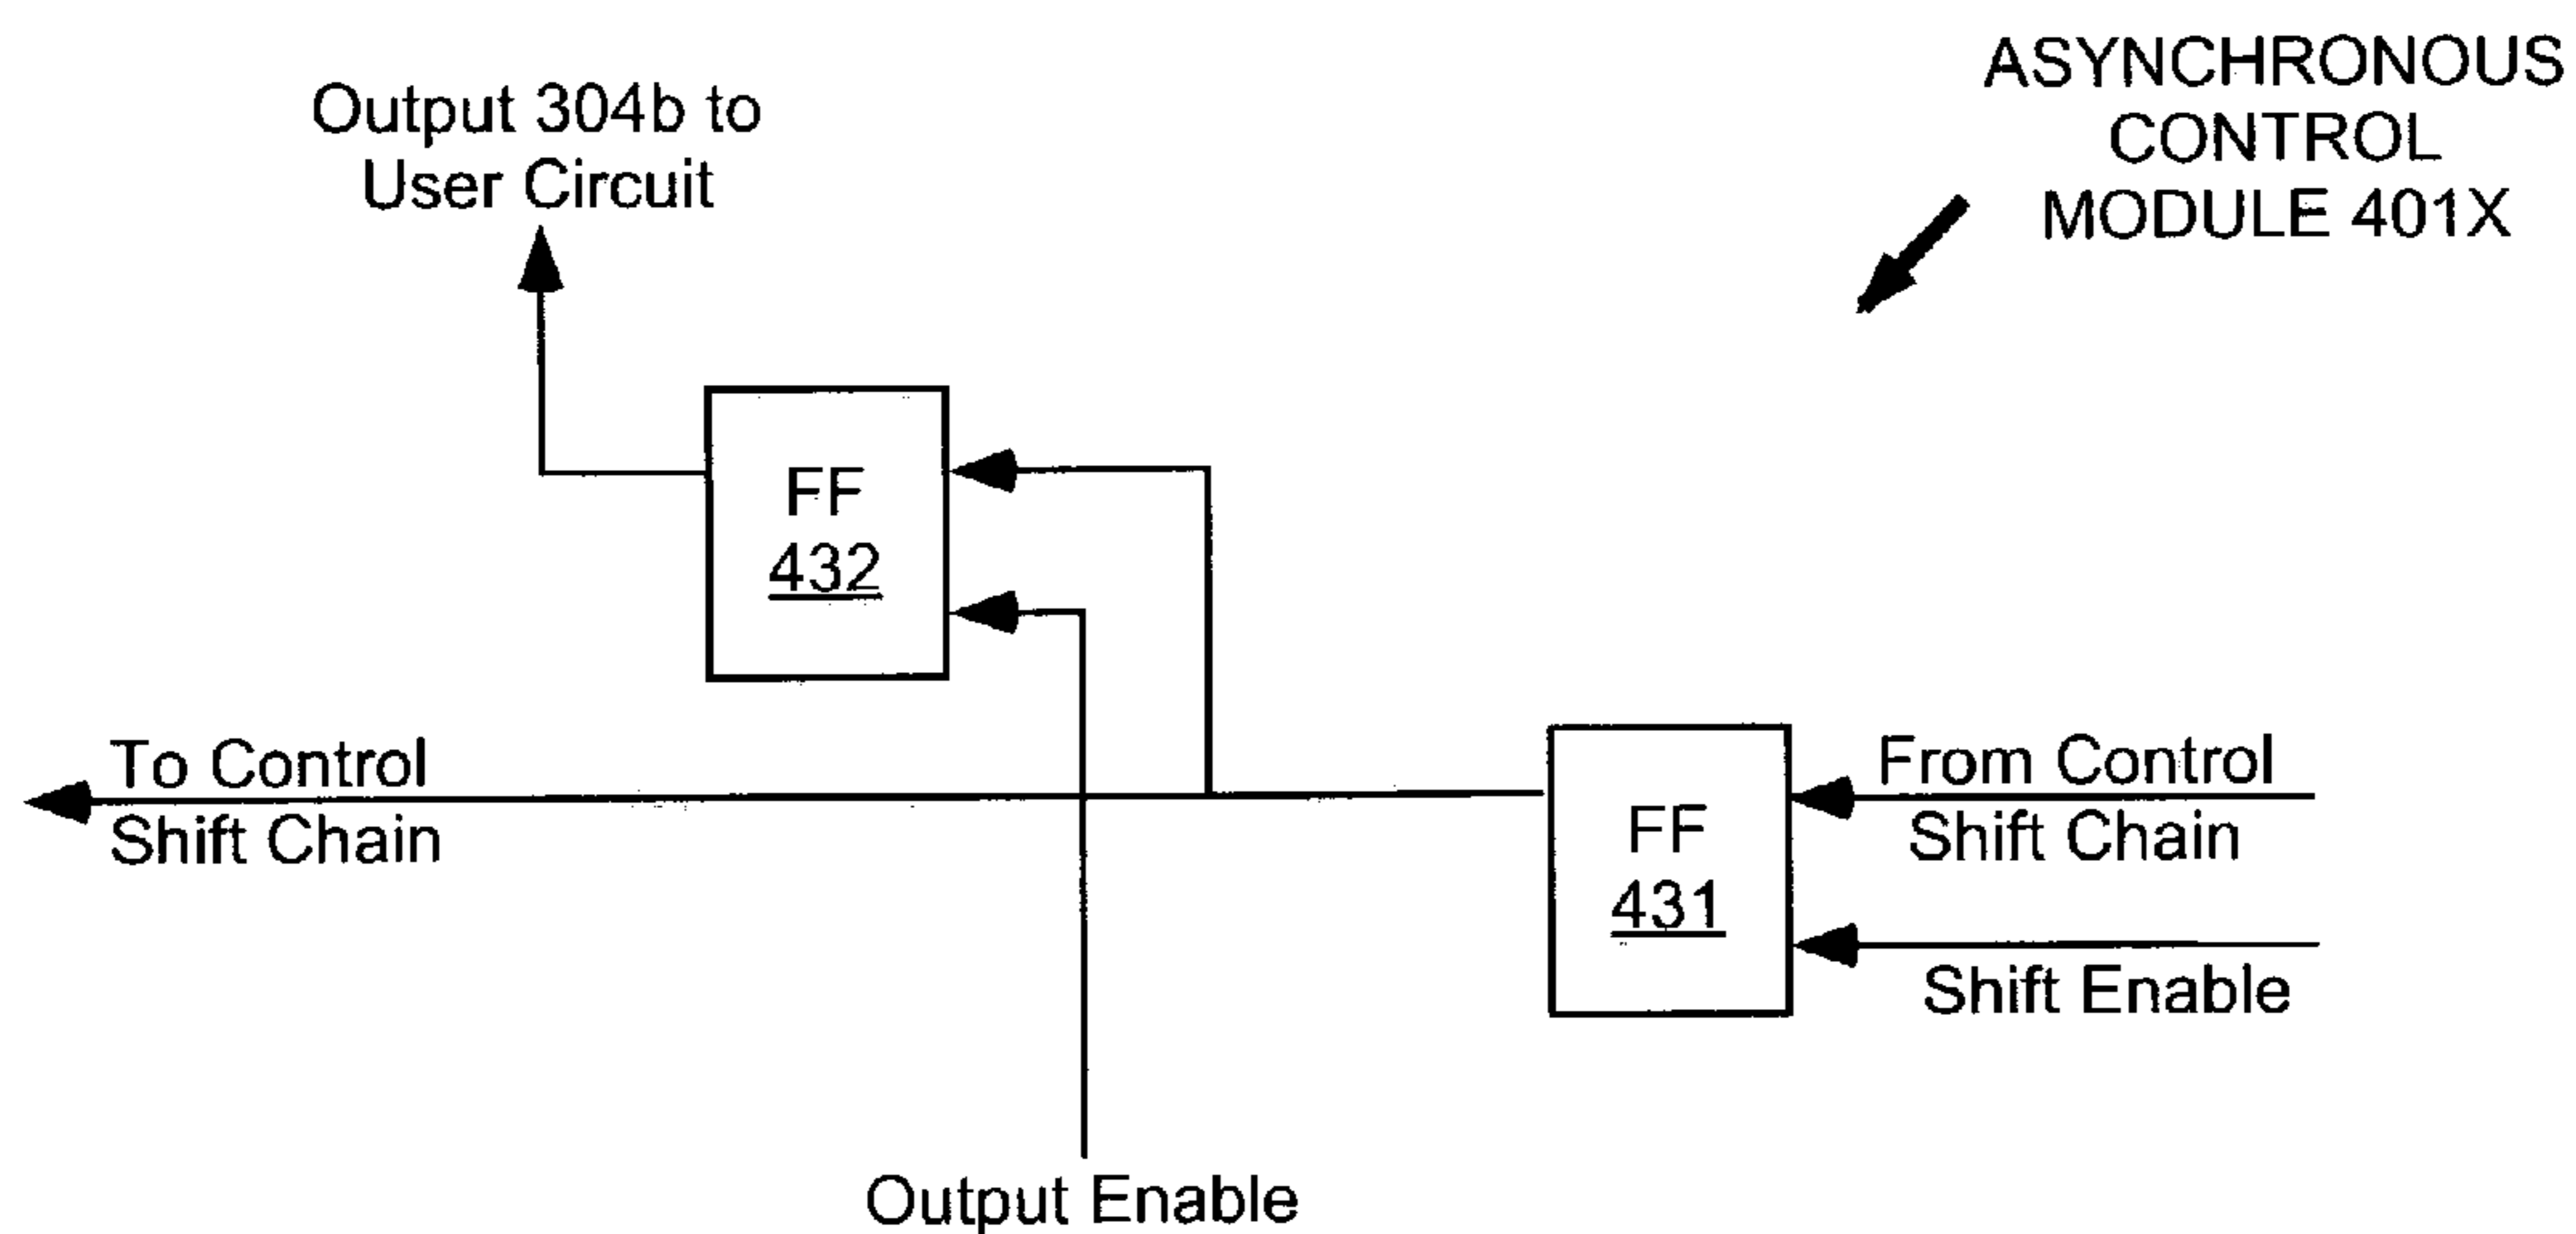 ASYNCHRONOUS
CONTROL
MODULE 401X
Output 304b to
User Circuit
FF
432
To Control
Shift Chain
FF
431
From Control
Shift Chain
Shift Enable
Output Enable